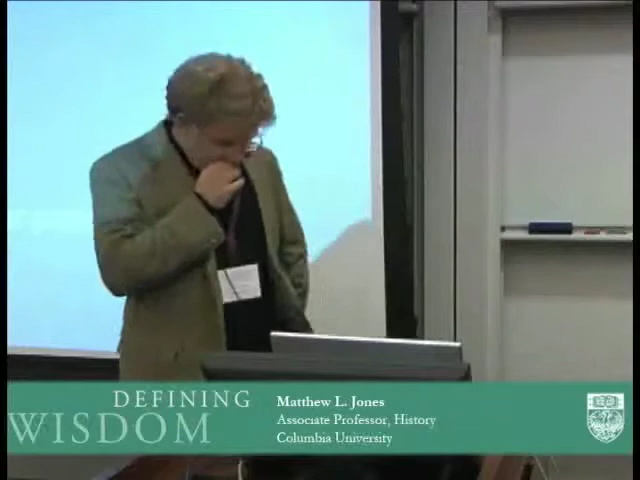 DEFINING
WISDOM
Matthew L. Jones
Associate Professor, History
Columbia University